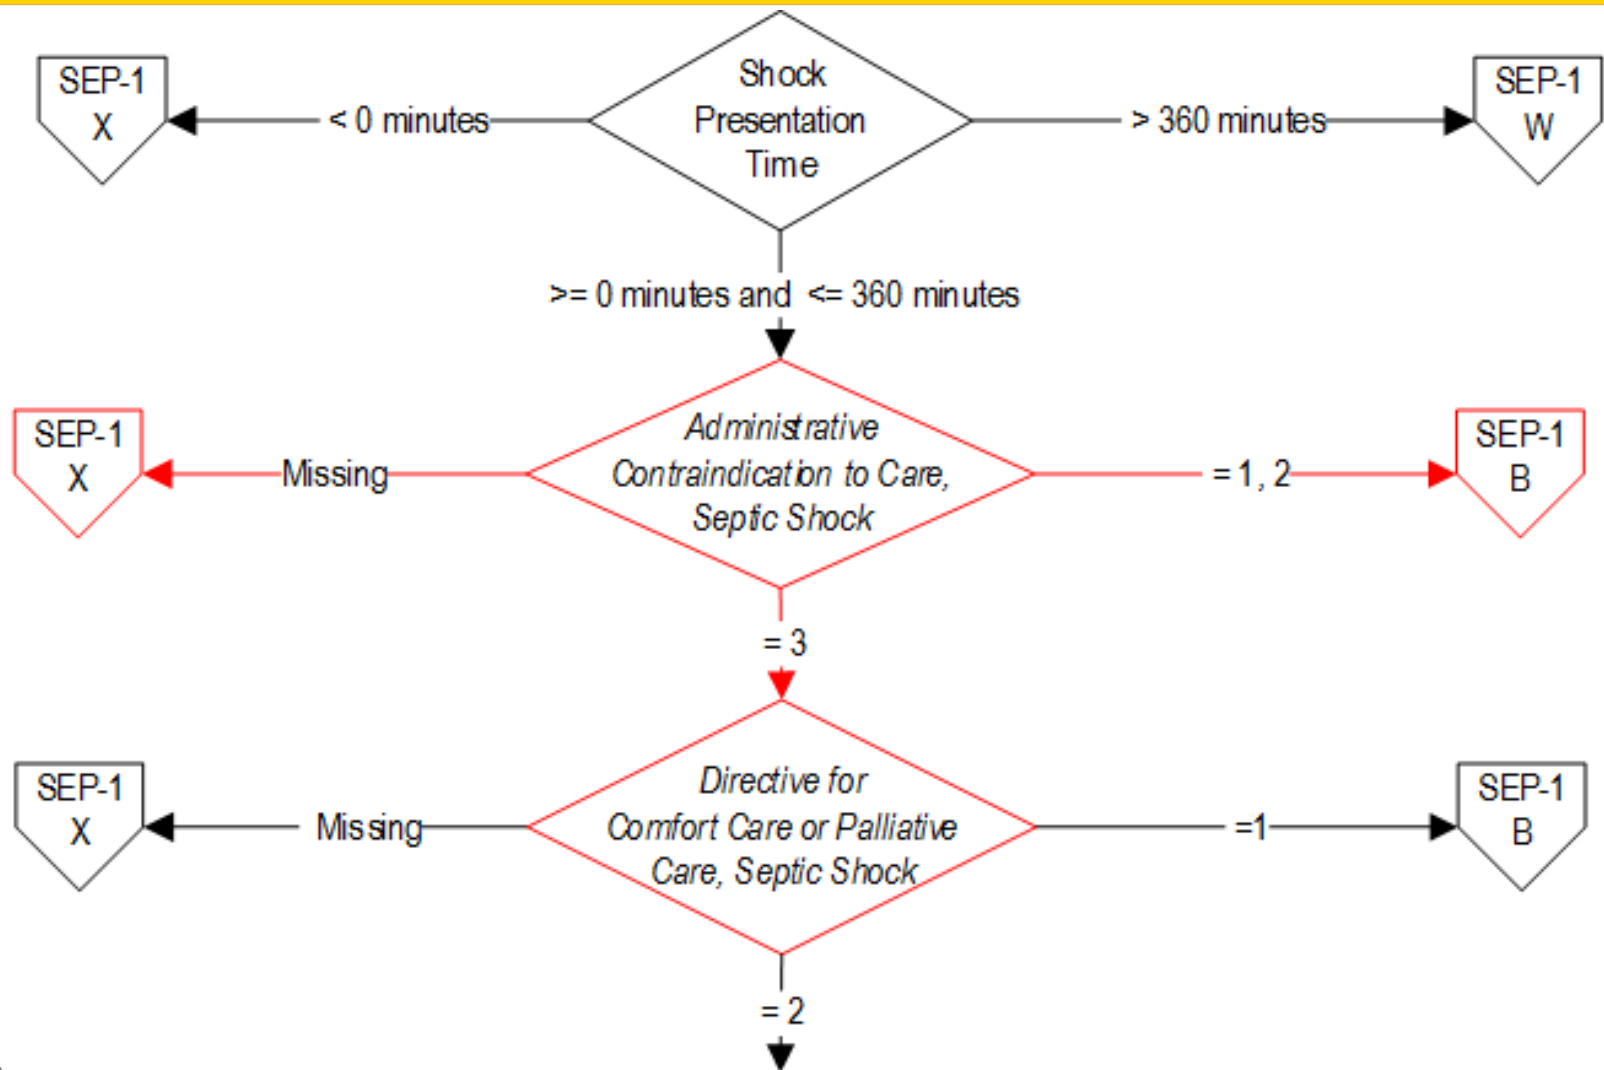 SEP-1
X
< 0 minutes
Shock
Presentation
Time
> 360 minutes
SEP-1
W
>= 0 minutes and <= 360 minutes
SEP-1
X
Missing
Administrative
Contraindication to Care,
Septic Shock
= 1, 2
SEP-1
B
= 3
SEP-1
X
Missing
Directive for
Comfort Care or Palliative
Care, Septic Shock
=1
SEP-1
B
= 2